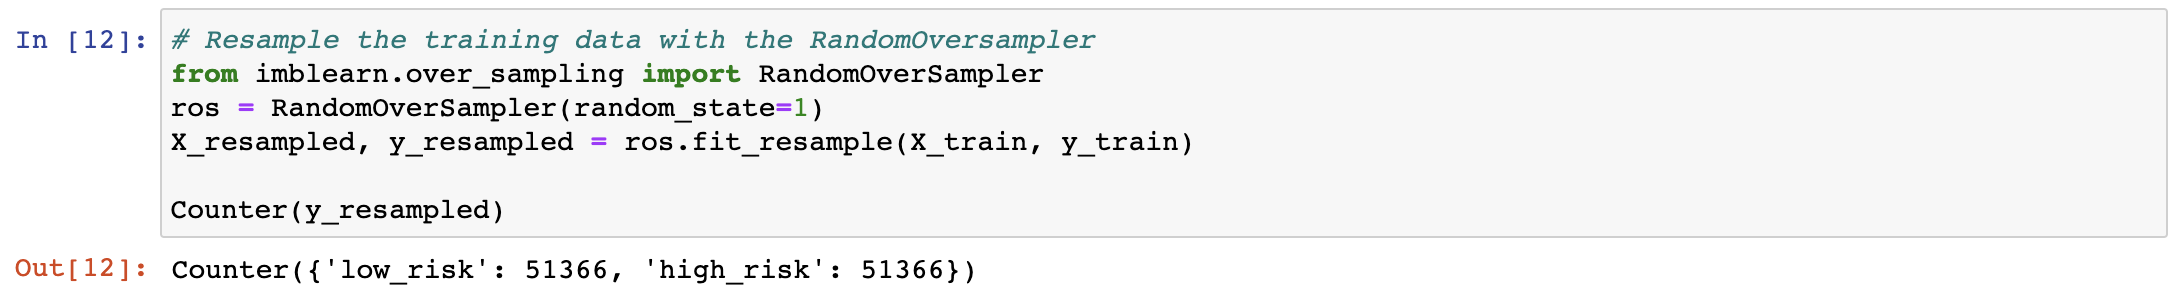 In [12]: # Resample the training data with the RandomOversampler
from imblearn.over_sampling import RandomOverSampler
ros = RandomOverSampler(random_state=1)
X_resampled, y_resampled = ros.fit_resample(X_train, y_train)
Counter(y_resampled)
Out[12]: Counter({'low_risk': 51366, 'high_risk': 51366})